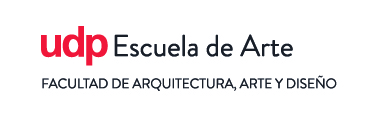 udp Escuela de Arte
FACULTAD DE ARQUITECTURA, ARTE Y DISEÑO